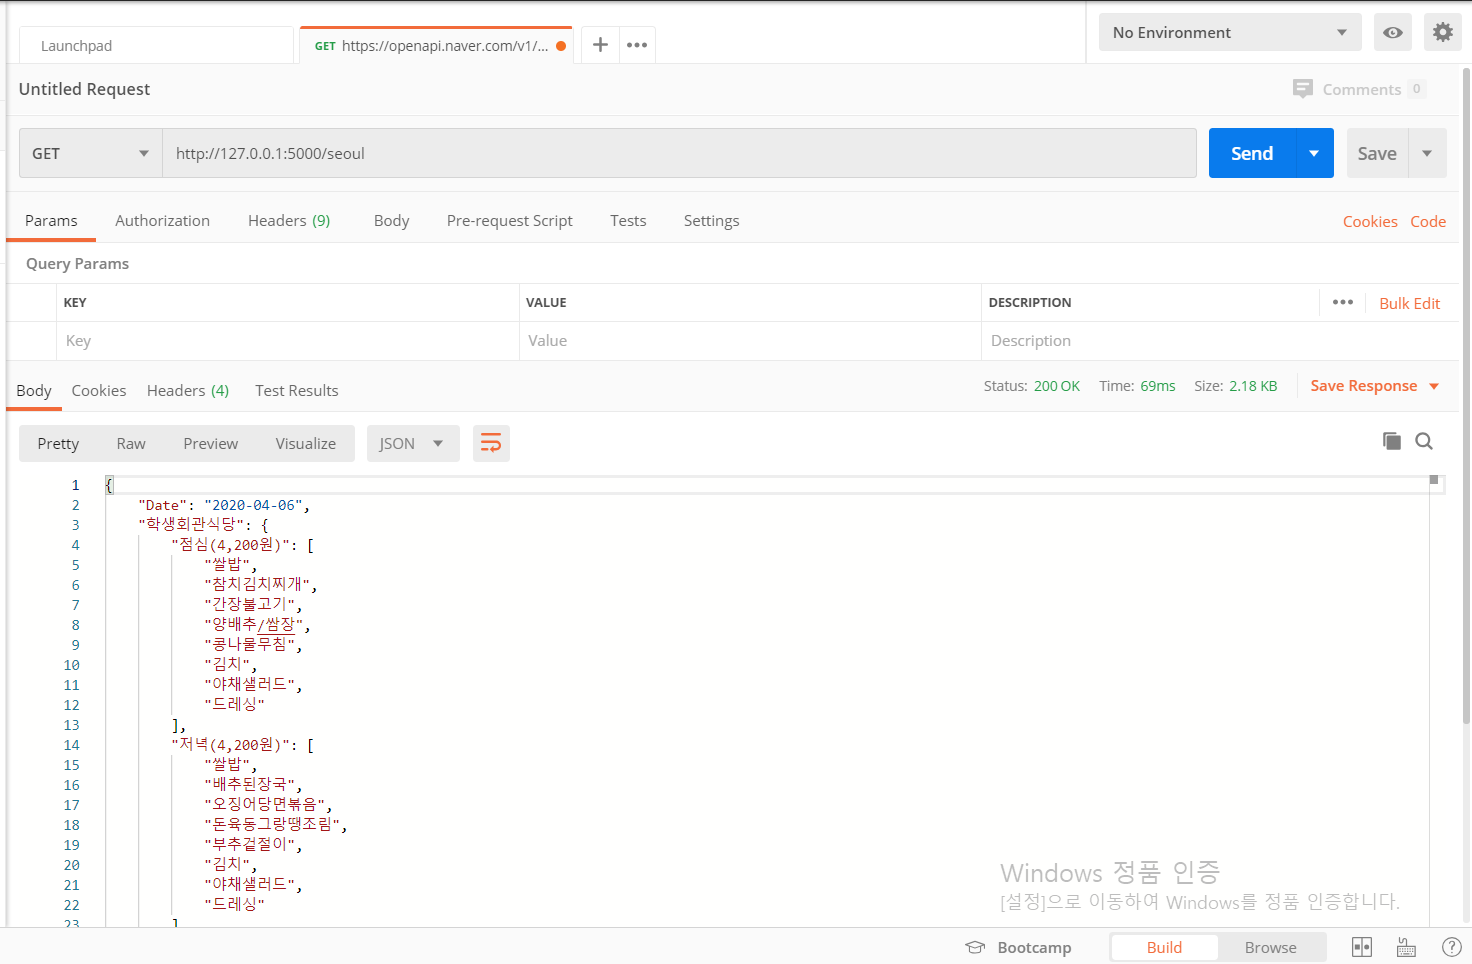 Launchpad
GET https://openapi.naver.com/v1/...
No Environment
Untitled Request
Comments 0
GET
http://127.0.0.1:5000/seoul
Send
Save
Params Authorization Headers (9) Body Pre-request Script Tests Settings
Cookies Code
Query Params
KEY VALUE DESCRIPTION
Bulk Edit
Key Value Description
Body Cookies Headers (4) Test Results
Status: 200 OK Time: 69ms Size: 2.18 KB
Save Response
Pretty Raw Preview Visualize JSON
1 {
2 "Date": "2020-04-06",
3 "학생회관식당": {
4 "점심(4,200원)": [
5 "쌀밥",
6 "참치김치찌개",
7 "간장불고기",
8 "양배추/쌈장",
9 "콩나물무침",
10 "김치",
11 "야채샐러드",
12 "드레싱"
13 ],
14 "저녁(4,200원)": [
15 "쌀밥",
16 "배추된장국",
17 "오징어당면볶음",
18 "돈육동그랑땡조림",
19 "부추겉절이",
20 "김치",
21 "야채샐러드",
22 "드레싱"
23 ]
Windows 정품 인증
[설정]으로 이동하여 Windows를 정품 인증합니다.
Bootcamp
Build Browse